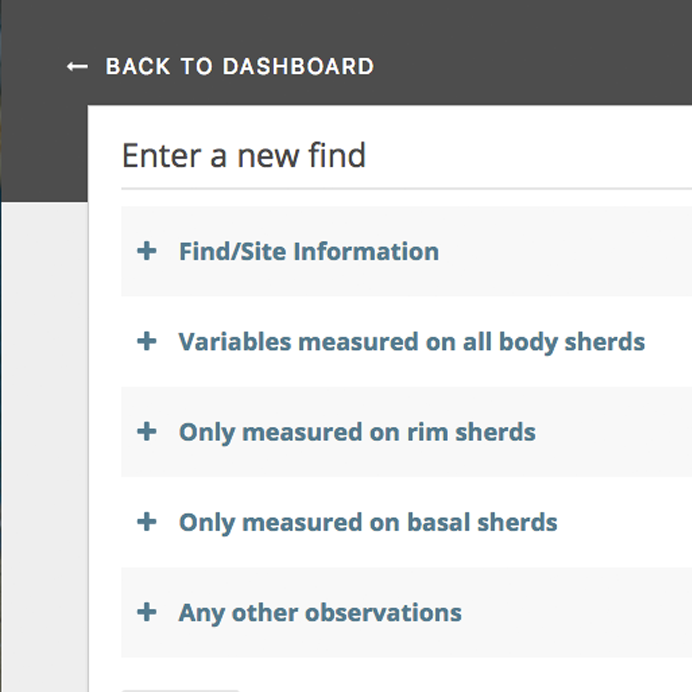 ← BACK TO DASHBOARD
Enter a new find
+ Find/Site Information
+ Variables measured on all body sherds
+ Only measured on rim sherds
+ Only measured on basal sherds
+ Any other observations